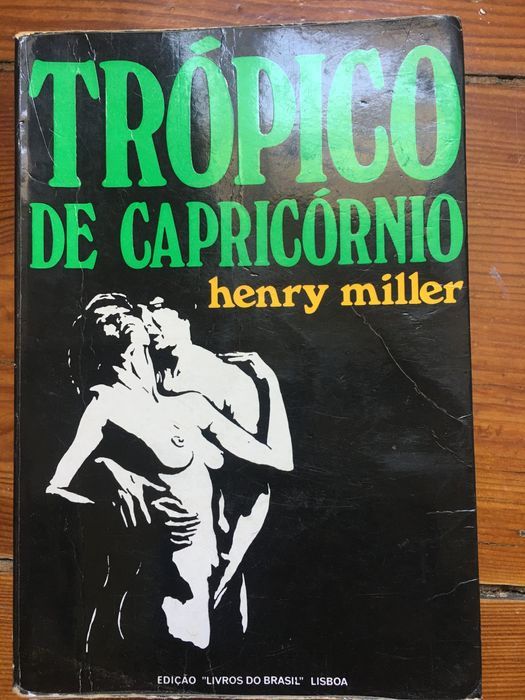 TRÓPICO
DE CAPRICÓRNIO
henry miller
EDIÇÃO "LIVROS DO BRASIL" LISBOA